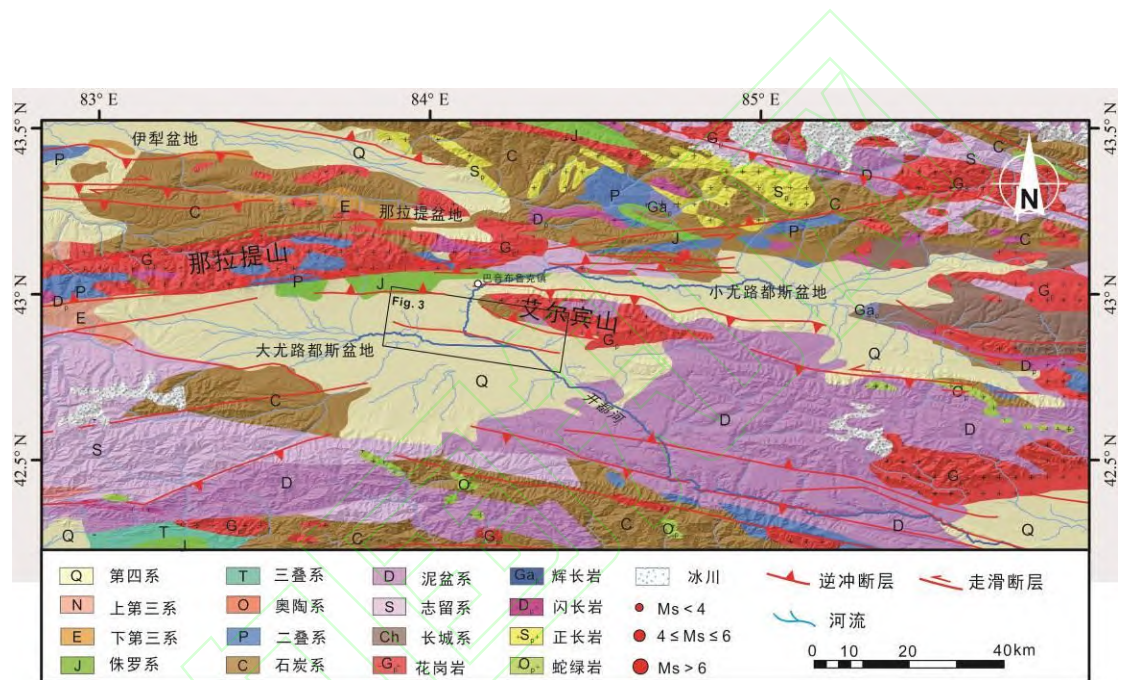 83° E 84° E 85° E
43.5° N 43.5° N
43° N 43° N
42.5° N 42.5° N
伊犁盆地
那拉提盆地
那拉提山
巴音布鲁克镇
小尤路都斯盆地
Fig. 3
艾尔宾山
大尤路都斯盆地
开都河
N
Q 第四系
T 三叠系
D 泥盆系
Ga 辉长岩
冰川
逆冲断层
走滑断层
N 上第三系
O 奥陶系
S 志留系
D 闪长岩
Ms < 4
河流
E 下第三系
P 二叠系
Ch 长城系
S 正长岩
4 ≤ Ms ≤ 6
J 侏罗系
C 石炭系
G 花岗岩
O 蛇绿岩
Ms > 6
0 10 20 40km